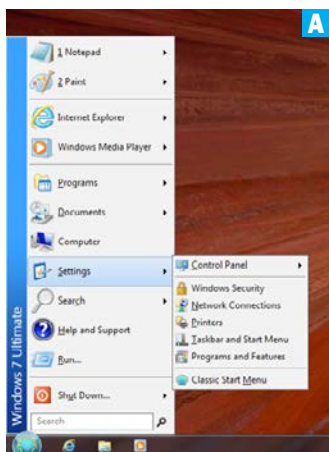 A
1 Notepad
2 Paint
Internet Explorer
Windows Media Player
Programs
Documents
Computer
Settings
Search
Help and Support
Run...
Shut Down...
Search
Windows 7 Ultimate
Control Panel
Windows Security
Network Connections
Printers
Taskbar and Start Menu
Programs and Features
Classic Start Menu